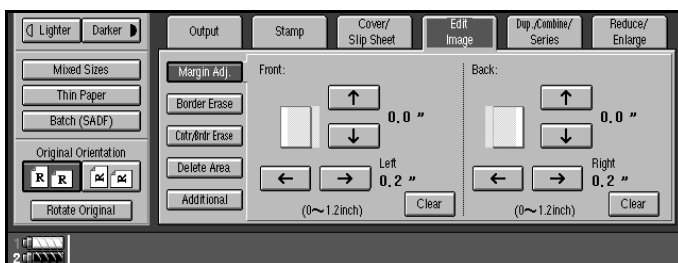 Lighter Darker
Mixed Sizes
Thin Paper
Batch (SADF)
Original Orientation
R R R R
Rotate Original
Output
Stamp
Cover/
Slip Sheet
Edit
Image
Dup./Combine/
Series
Reduce/
Enlarge
Margin Adj.
Border Erase
Cntr/Brdr Erase
Delete Area
Additional
Front:
0.0 "
Left
0.2 "
(0～1.2inch)
Clear
Back:
0.0 "
Right
0.2 "
(0～1.2inch)
Clear
1
2